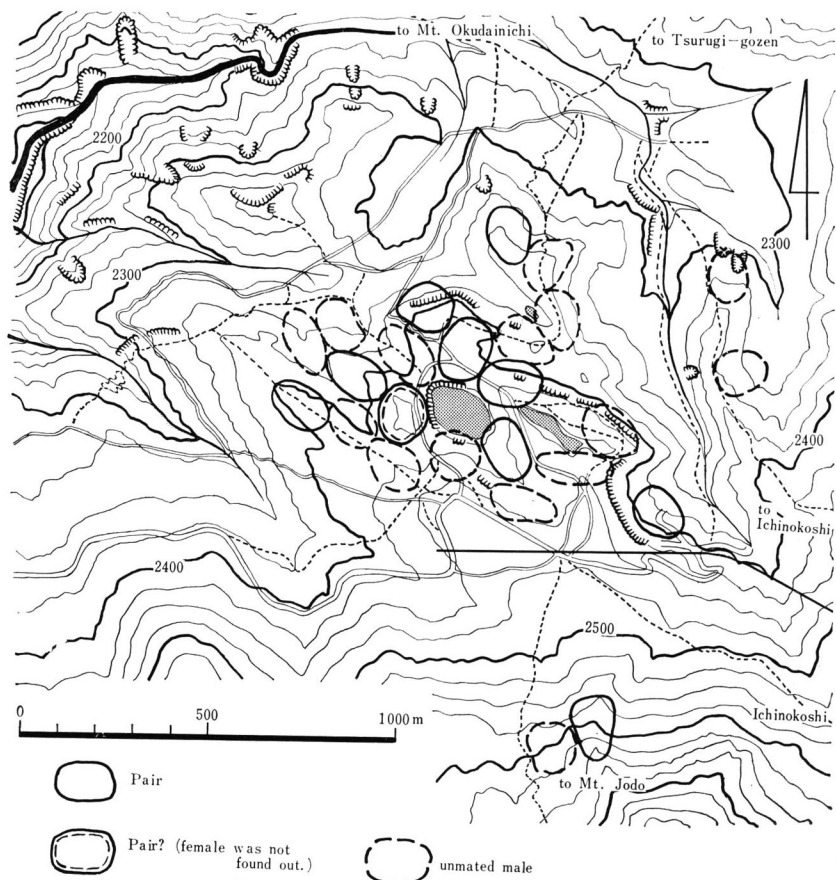 to Mt. Okudainichi
to Tsurugi-gozen
2200
2300
2300
2400
to
Ichinokoshi
2400
2500
Ichinokoshi
to Mt. Jōdo
0 500 1000 m
Pair
Pair? (female was not
found out.)
unmated male